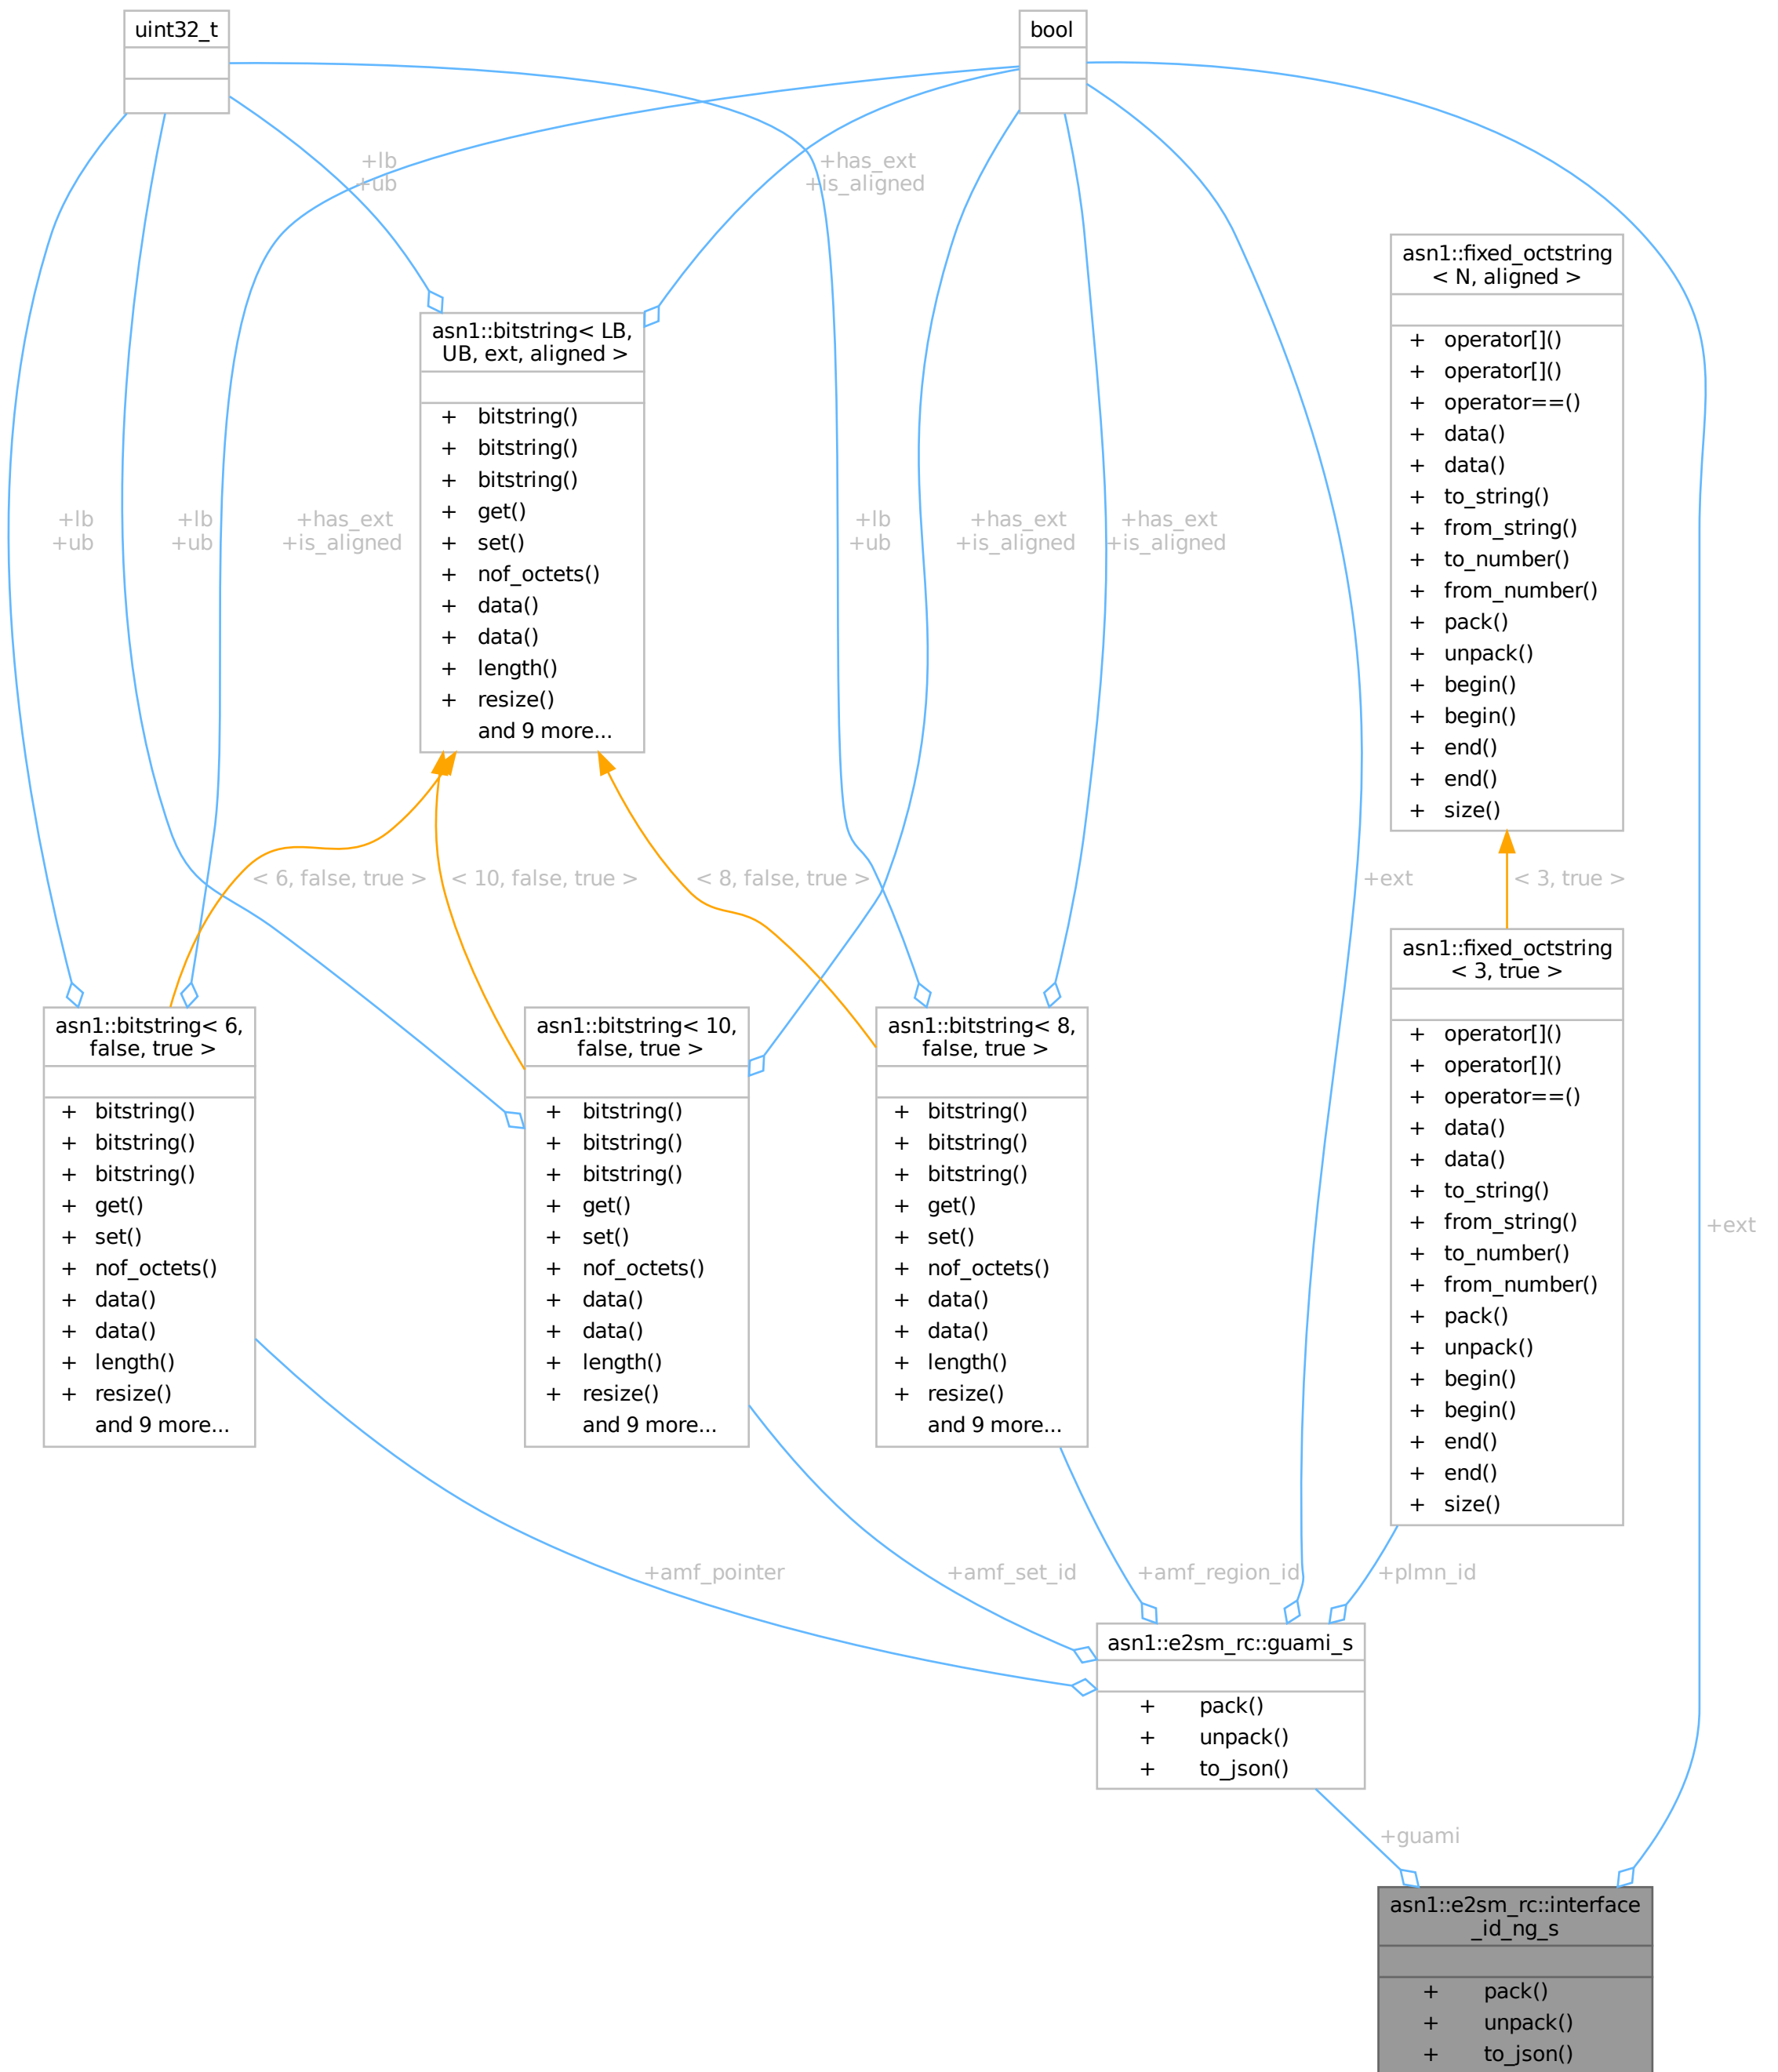 uint32_t
bool
+lb
+ub
+has_ext
+is_aligned
asn1::fixed_octstring
< N, aligned >
+ operator[]()
+ operator[]()
+ operator==()
+ data()
+ data()
+ to_string()
+ from_string()
+ to_number()
+ from_number()
+ pack()
+ unpack()
+ begin()
+ begin()
+ end()
+ end()
+ size()
asn1::bitstring< LB,
UB, ext, aligned >
+ bitstring()
+ bitstring()
+ bitstring()
+ get()
+ set()
+ nof_octets()
+ data()
+ data()
+ length()
+ resize()
and 9 more...
+lb
+ub
+lb
+ub
+has_ext
+is_aligned
+lb
+ub
+has_ext
+is_aligned
+has_ext
+is_aligned
< 6, false, true >
< 10, false, true >
< 8, false, true >
+ext
< 3, true >
asn1::bitstring< 6,
false, true >
+ bitstring()
+ bitstring()
+ bitstring()
+ get()
+ set()
+ nof_octets()
+ data()
+ data()
+ length()
+ resize()
and 9 more...
asn1::bitstring< 10,
false, true >
+ bitstring()
+ bitstring()
+ bitstring()
+ get()
+ set()
+ nof_octets()
+ data()
+ data()
+ length()
+ resize()
and 9 more...
asn1::bitstring< 8,
false, true >
+ bitstring()
+ bitstring()
+ bitstring()
+ get()
+ set()
+ nof_octets()
+ data()
+ data()
+ length()
+ resize()
and 9 more...
asn1::fixed_octstring
< 3, true >
+ operator[]()
+ operator[]()
+ operator==()
+ data()
+ data()
+ to_string()
+ from_string()
+ to_number()
+ from_number()
+ pack()
+ unpack()
+ begin()
+ begin()
+ end()
+ end()
+ size()
+ext
+amf_pointer
+amf_set_id
+amf_region_id
+plmn_id
asn1::e2sm_rc::guami_s
+ pack()
+ unpack()
+ to_json()
+guami
asn1::e2sm_rc::interface
_id_ng_s
+ pack()
+ unpack()
+ to_json()